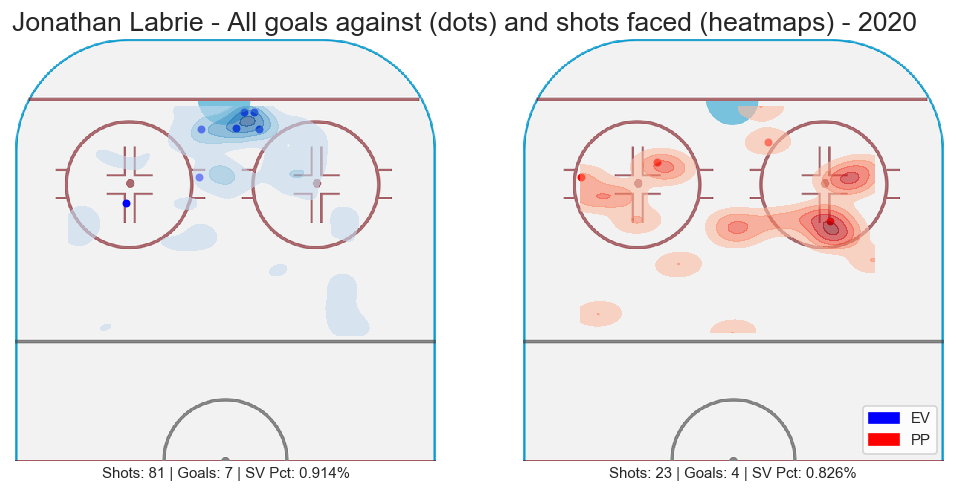 Jonathan Labrie - All goals against (dots) and shots faced (heatmaps) - 2020
EV
PP
Shots: 81 | Goals: 7 | SV Pct: 0.914%
Shots: 23 | Goals: 4 | SV Pct: 0.826%